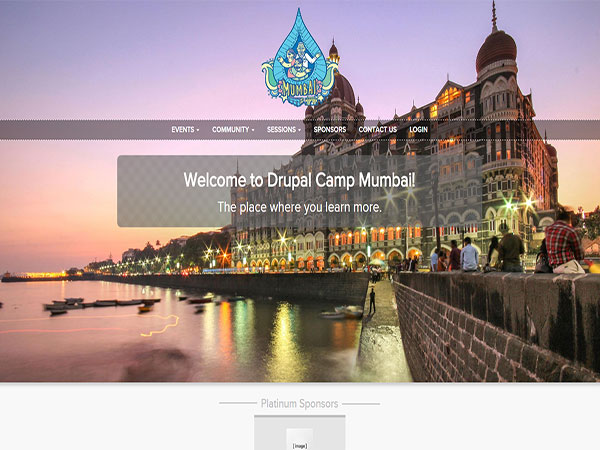 MUMBAI
EVENTS
COMMUNITY
SESSIONS
SPONSORS
CONTACT US
LOGIN
Welcome to Drupal Camp Mumbai!
The place where you learn more.
Platinum Sponsors
[image]